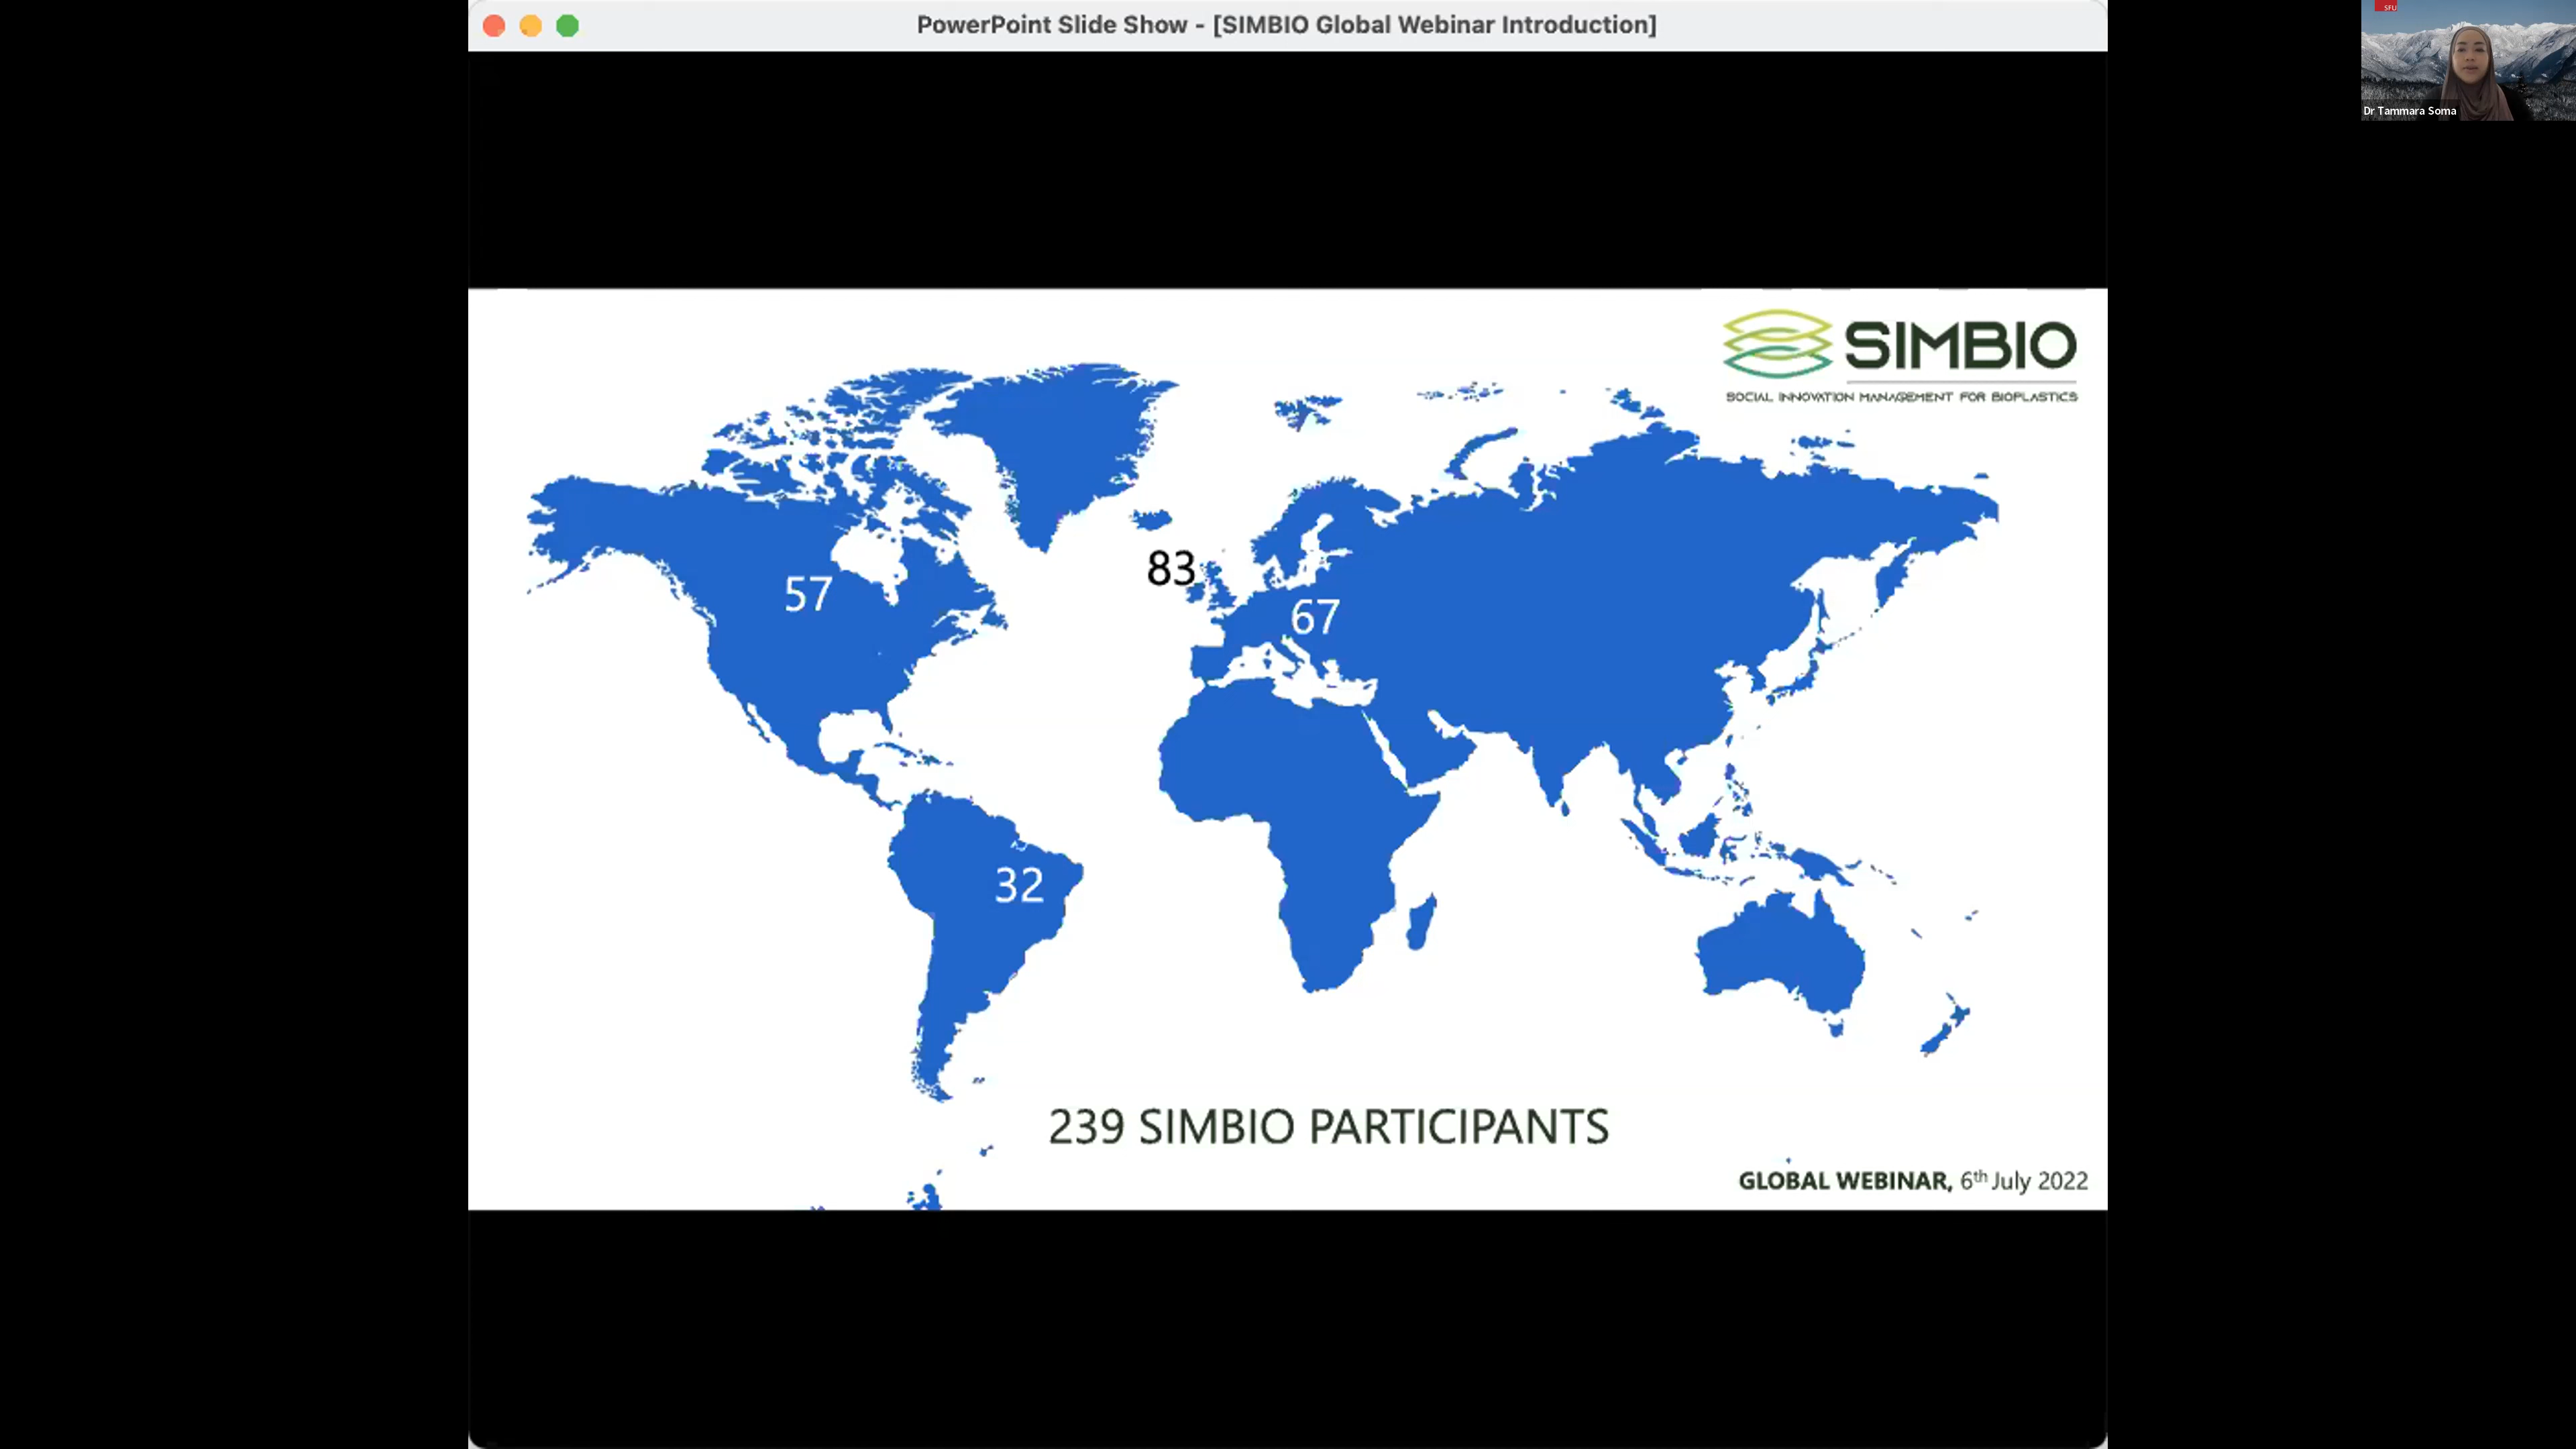 PowerPoint Slide Show - [SIMBIO Global Webinar Introduction]
SFU
Dr Tammara Soma
SIMBIO
SOCIAL INNOVATION MANAGEMENT FOR BIOPLASTICS
83
57
67
32
239 SIMBIO PARTICIPANTS
GLOBAL WEBINAR, 6th July 2022